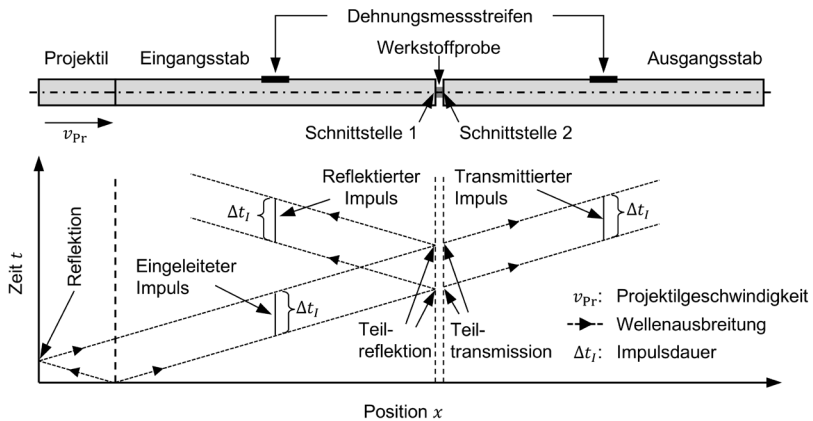 Dehnungsmessstreifen
Projektil
Eingangsstab
Werkstoffprobe
Ausgangsstab
v_Pr
Schnittstelle 1
Schnittstelle 2
Reflektierter
Impuls
Transmittierter
Impuls
Δt_I
Δt_I
Zeit t
Reflektion
Eingeleiteter
Impuls
Δt_I
Teil-
reflektion
Teil-
transmission
v_Pr: Projektilgeschwindigkeit
Wellenausbreitung
Δt_I: Impulsdauer
Position x